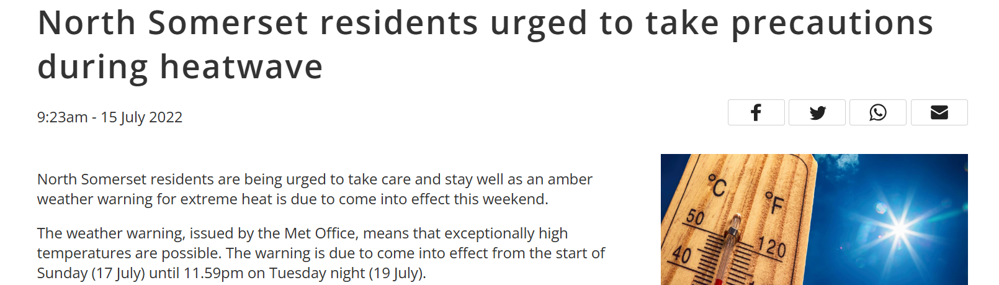 North Somerset residents urged to take precautions
during heatwave
9:23am - 15 July 2022
North Somerset residents are being urged to take care and stay well as an amber
weather warning for extreme heat is due to come into effect this weekend.
The weather warning, issued by the Met Office, means that exceptionally high
temperatures are possible. The warning is due to come into effect from the start of
Sunday (17 July) until 11.59pm on Tuesday night (19 July).
°C °F
50 120
40